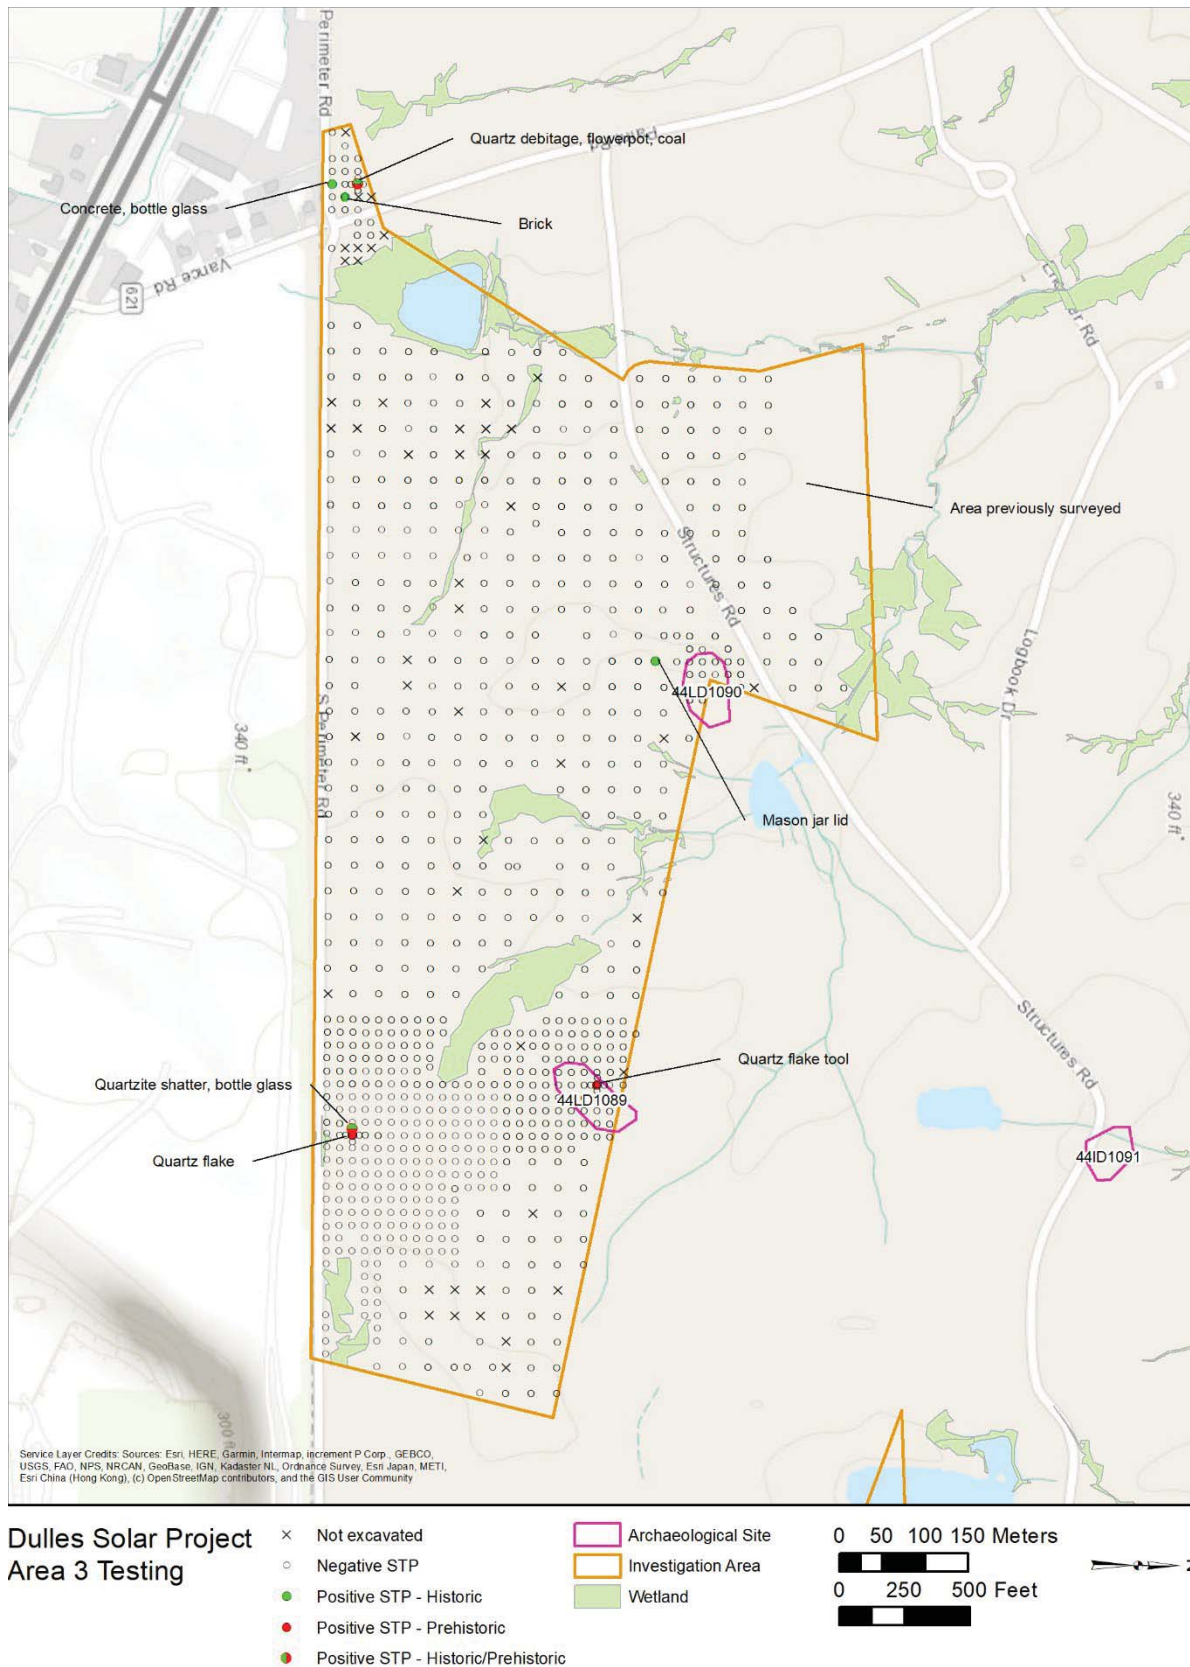 Perimeter Rd
Quartz debitage, flowerpot, coal
Concrete, bottle glass
Brick
Vance Rd
621
Area previously surveyed
Structures Rd
Logbook Dr
44LD1090
S Perimeter Rd
340 ft
340 ft
Mason jar lid
Structures Rd
Quartz flake tool
Quartzite shatter, bottle glass
44LD1089
Quartz flake
44ID1091
300 ft
Service Layer Credits: Sources: Esri, HERE, Garmin, Intermap, increment P Corp., GEBCO,
USGS, FAO, NPS, NRCAN, GeoBase, IGN, Kadaster NL, Ordnance Survey, Esri Japan, METI,
Esri China (Hong Kong), (c) OpenStreetMap contributors, and the GIS User Community
Dulles Solar Project
Area 3 Testing
Not excavated
Negative STP
Positive STP - Historic
Positive STP - Prehistoric
Positive STP - Historic/Prehistoric
Archaeological Site
Investigation Area
Wetland
0 50 100 150 Meters
0 250 500 Feet